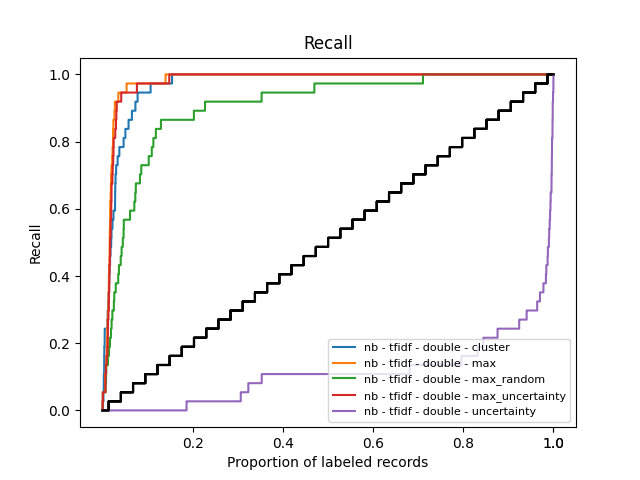 Recall
1.0
0.8
0.6
0.4
0.2
0.0
Recall
nb - tfidf - double - cluster
nb - tfidf - double - max
nb - tfidf - double - max_random
nb - tfidf - double - max_uncertainty
nb - tfidf - double - uncertainty
0.2 0.4 0.6 0.8 1.0
Proportion of labeled records